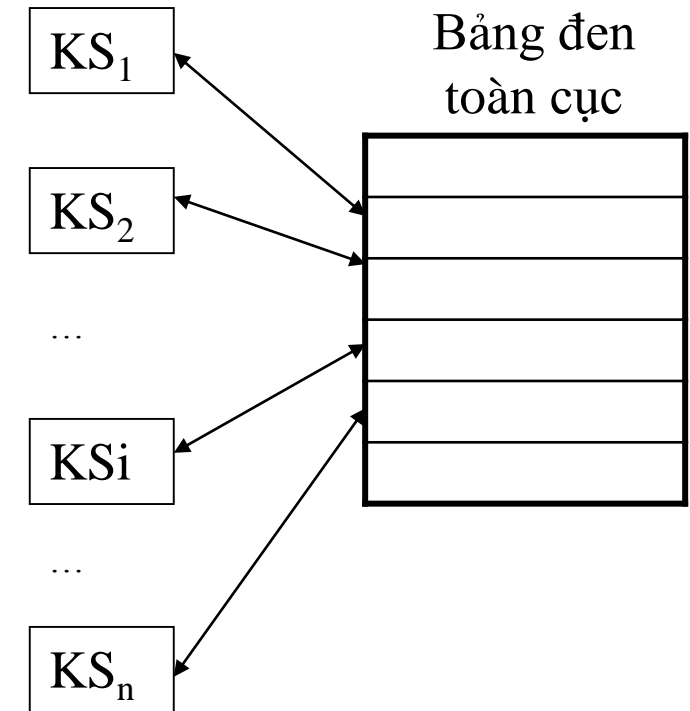 Bảng đen
toàn cục
KS₁
KS₂
...
KSi
...
KSₙ